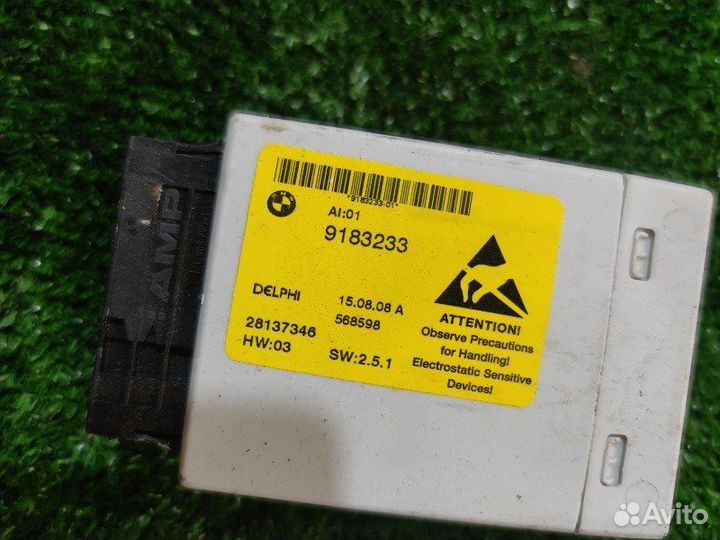 *9183233-01*
AI:01
9183233
DELPHI
15.08.08 A
568598
28137346
HW:03
SW:2.5.1
ATTENTION!
Observe Precautions
for Handling!
Electrostatic Sensitive
Devices!
AMP
Avito